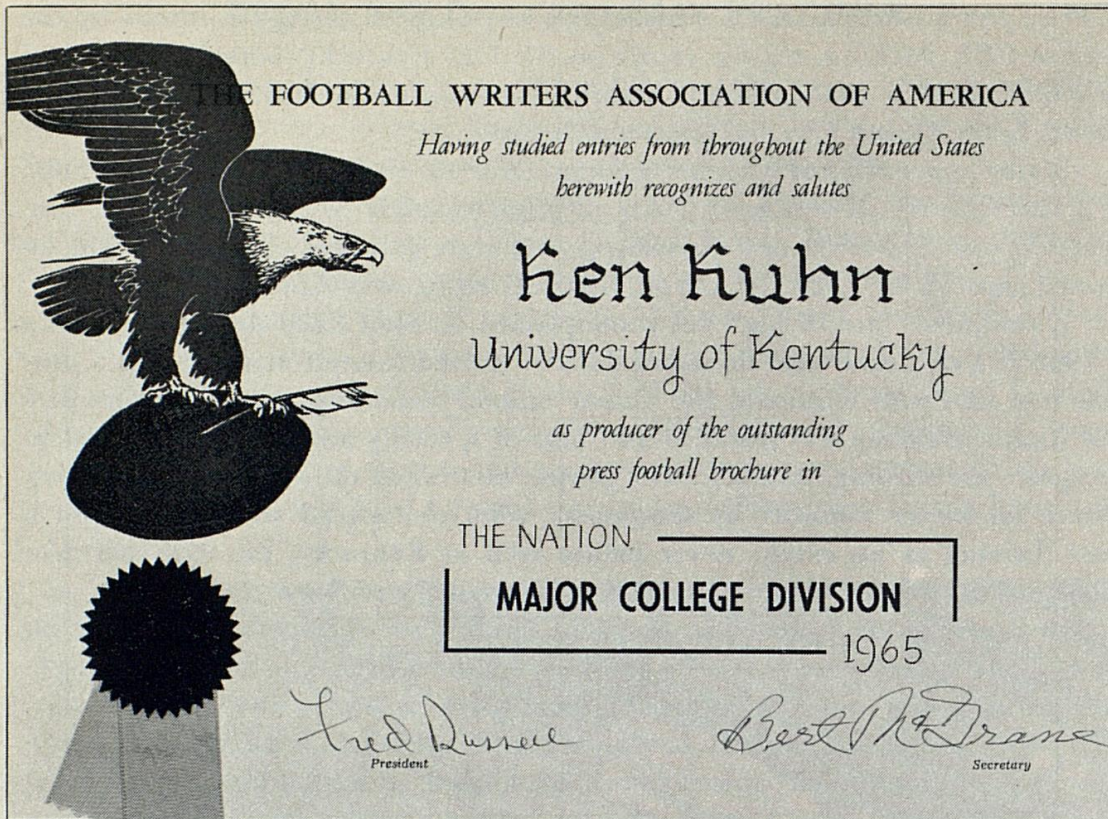 THE FOOTBALL WRITERS ASSOCIATION OF AMERICA
Having studied entries from throughout the United States
herewith recognizes and salutes
Ken Kuhn
University of Kentucky
as producer of the outstanding
press football brochure in
THE NATION
MAJOR COLLEGE DIVISION
1965
Fred Russell
President
Bert McGrane
Secretary